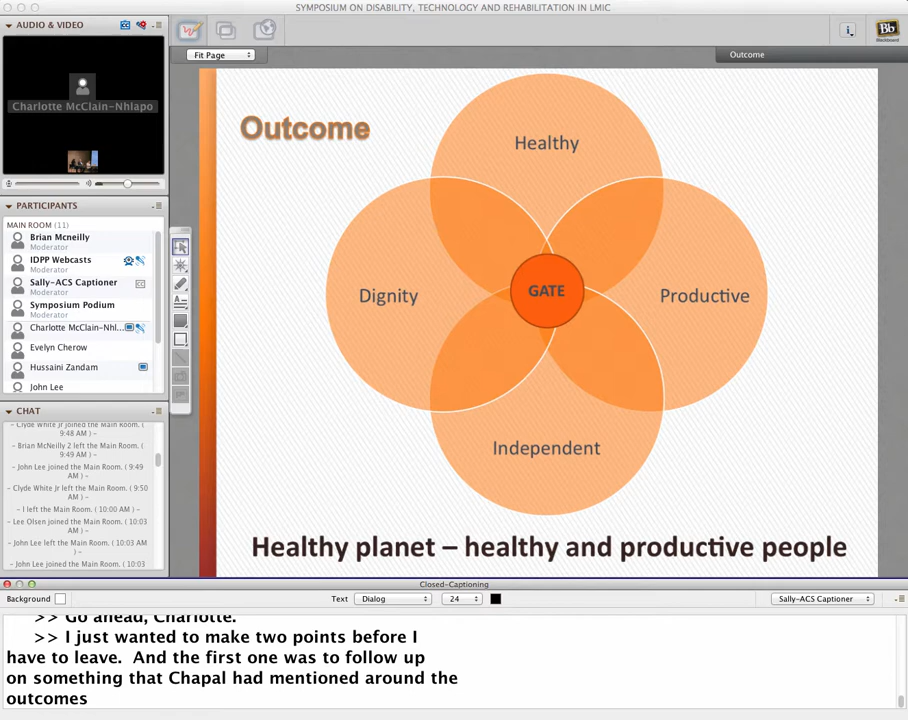 SYMPOSIUM ON DISABILITY, TECHNOLOGY AND REHABILITATION IN LMIC
AUDIO & VIDEO
Charlotte McClain-Nhlapo
PARTICIPANTS
MAIN ROOM (11)
Brian Mcneilly
Moderator
IDPP Webcasts
Moderator
Sally-ACS Captioner
Moderator
Symposium Podium
Moderator
Charlotte McClain-Nhl...
Evelyn Cherow
Hussaini Zandam
John Lee
CHAT
Clyde White Jr joined the Main Room. (
9:48 AM ) -
- Brian McNeilly 2 left the Main Room. (
9:49 AM ) -
- John Lee joined the Main Room. ( 9:49
AM ) -
- Clyde White Jr left the Main Room. ( 9:50
AM ) -
- I left the Main Room. ( 10:00 AM ) -
- Lee Olsen joined the Main Room. ( 10:03
AM ) -
- John Lee left the Main Room. ( 10:03 AM
) -
- John Lee joined the Main Room. ( 10:03
Fit Page
Outcome
Bb
Blackboard
Outcome
Healthy
Dignity
GATE
Productive
Independent
Healthy planet – healthy and productive people
Closed-Captioning
Background
Text
Dialog
24
Sally-ACS Captioner
>> Go ahead, Charlotte.
>> I just wanted to make two points before I
have to leave. And the first one was to follow up
on something that Chapal had mentioned around the
outcomes